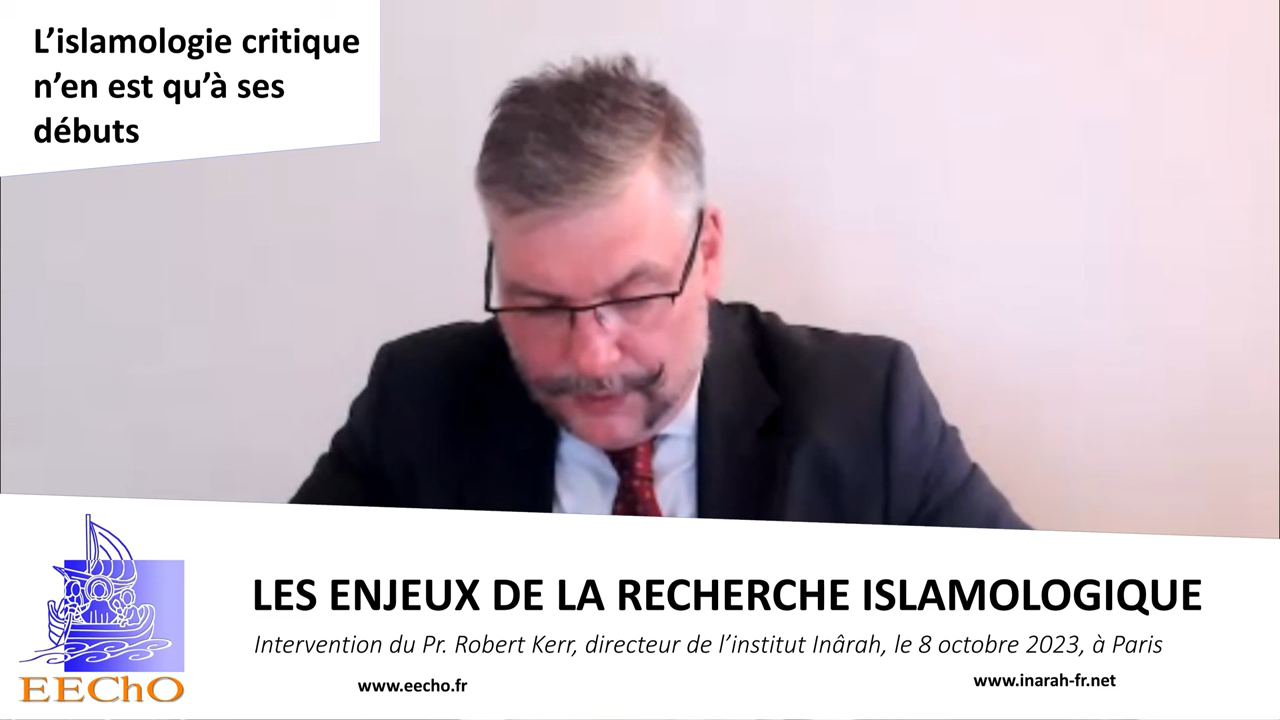 L’islamologie critique
n’en est qu’à ses
débuts
LES ENJEUX DE LA RECHERCHE ISLAMOLOGIQUE
Intervention du Pr. Robert Kerr, directeur de l’institut Inârah, le 8 octobre 2023, à Paris
www.eecho.fr
www.inarah-fr.net
EEChO